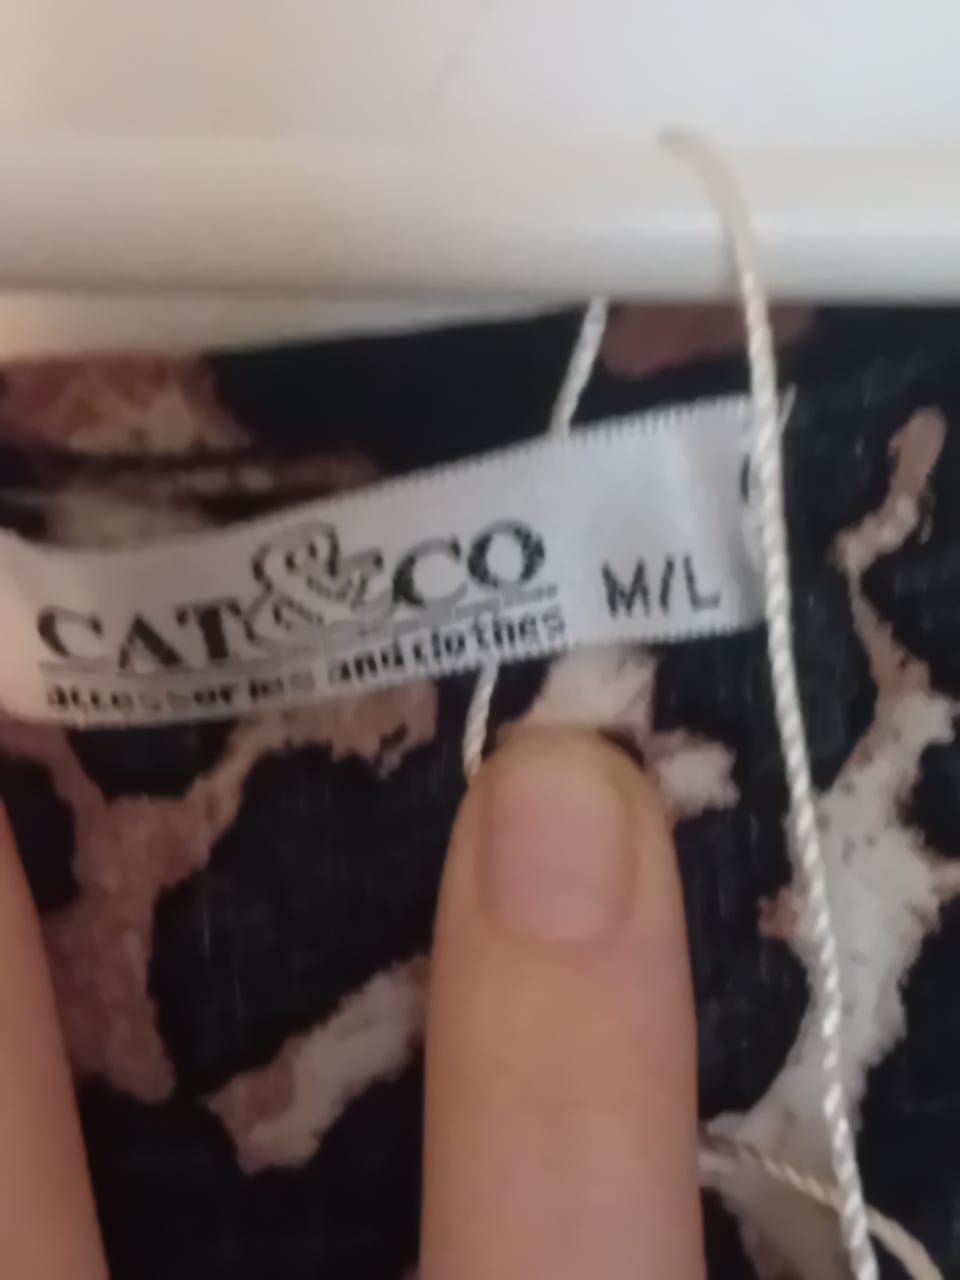 CAT&CO M/L
accessories and clothes